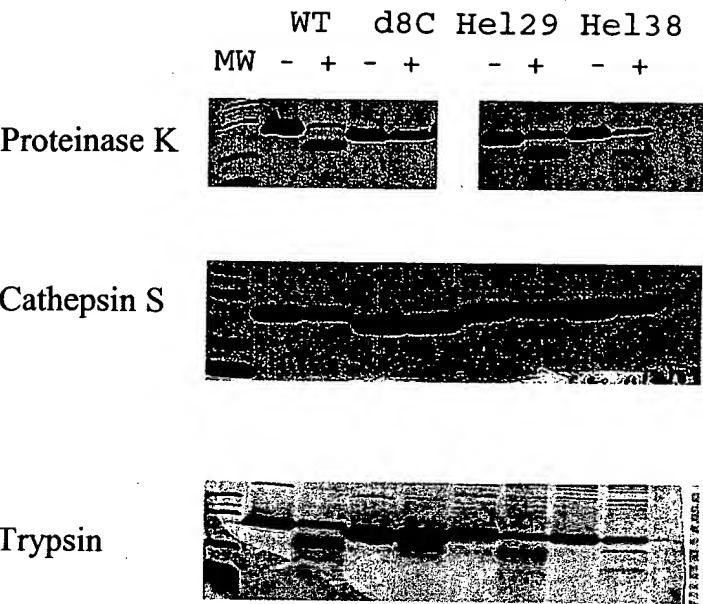 WT d8C Hel29 Hel38
MW - + - + - + - +
Proteinase K
Cathepsin S
Trypsin